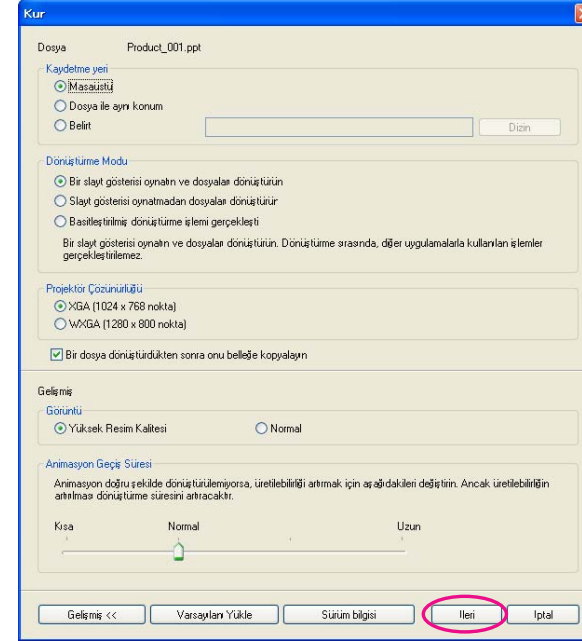 Kur
Dosya Product_001.ppt
Kaydetme yeri
Masaüstü
Dosya ile aynı konum
Belirt Dizin
Dönüştürme Modu
Bir slayt gösterisi oynatın ve dosyaları dönüştürün
Slayt gösterisi oynatmadan dosyaları dönüştürür
Basitleştirilmiş dönüştürme işlemi gerçekleşti
Bir slayt gösterisi oynatın ve dosyaları dönüştürün. Dönüştürme sırasında, diğer uygulamalarla kullanılan işlemler
gerçekleştirilemez.
Projektör Çözünürlüğü
XGA (1024 x 768 nokta)
WXGA (1280 x 800 nokta)
Bir dosya dönüştürdükten sonra onu belleğe kopyalayın
Gelişmiş
Görüntü
Yüksek Resim Kalitesi Normal
Animasyon Geçiş Süresi
Animasyon doğru şekilde dönüştürülemiyorsa, üretilebilirliği artırmak için aşağıdakileri değiştirin. Ancak üretilebilirliğin
artırılması dönüştürme süresini artıracaktır.
Kısa Normal Uzun
Gelişmiş << Varsayılanı Yükle Sürüm bilgisi İleri İptal